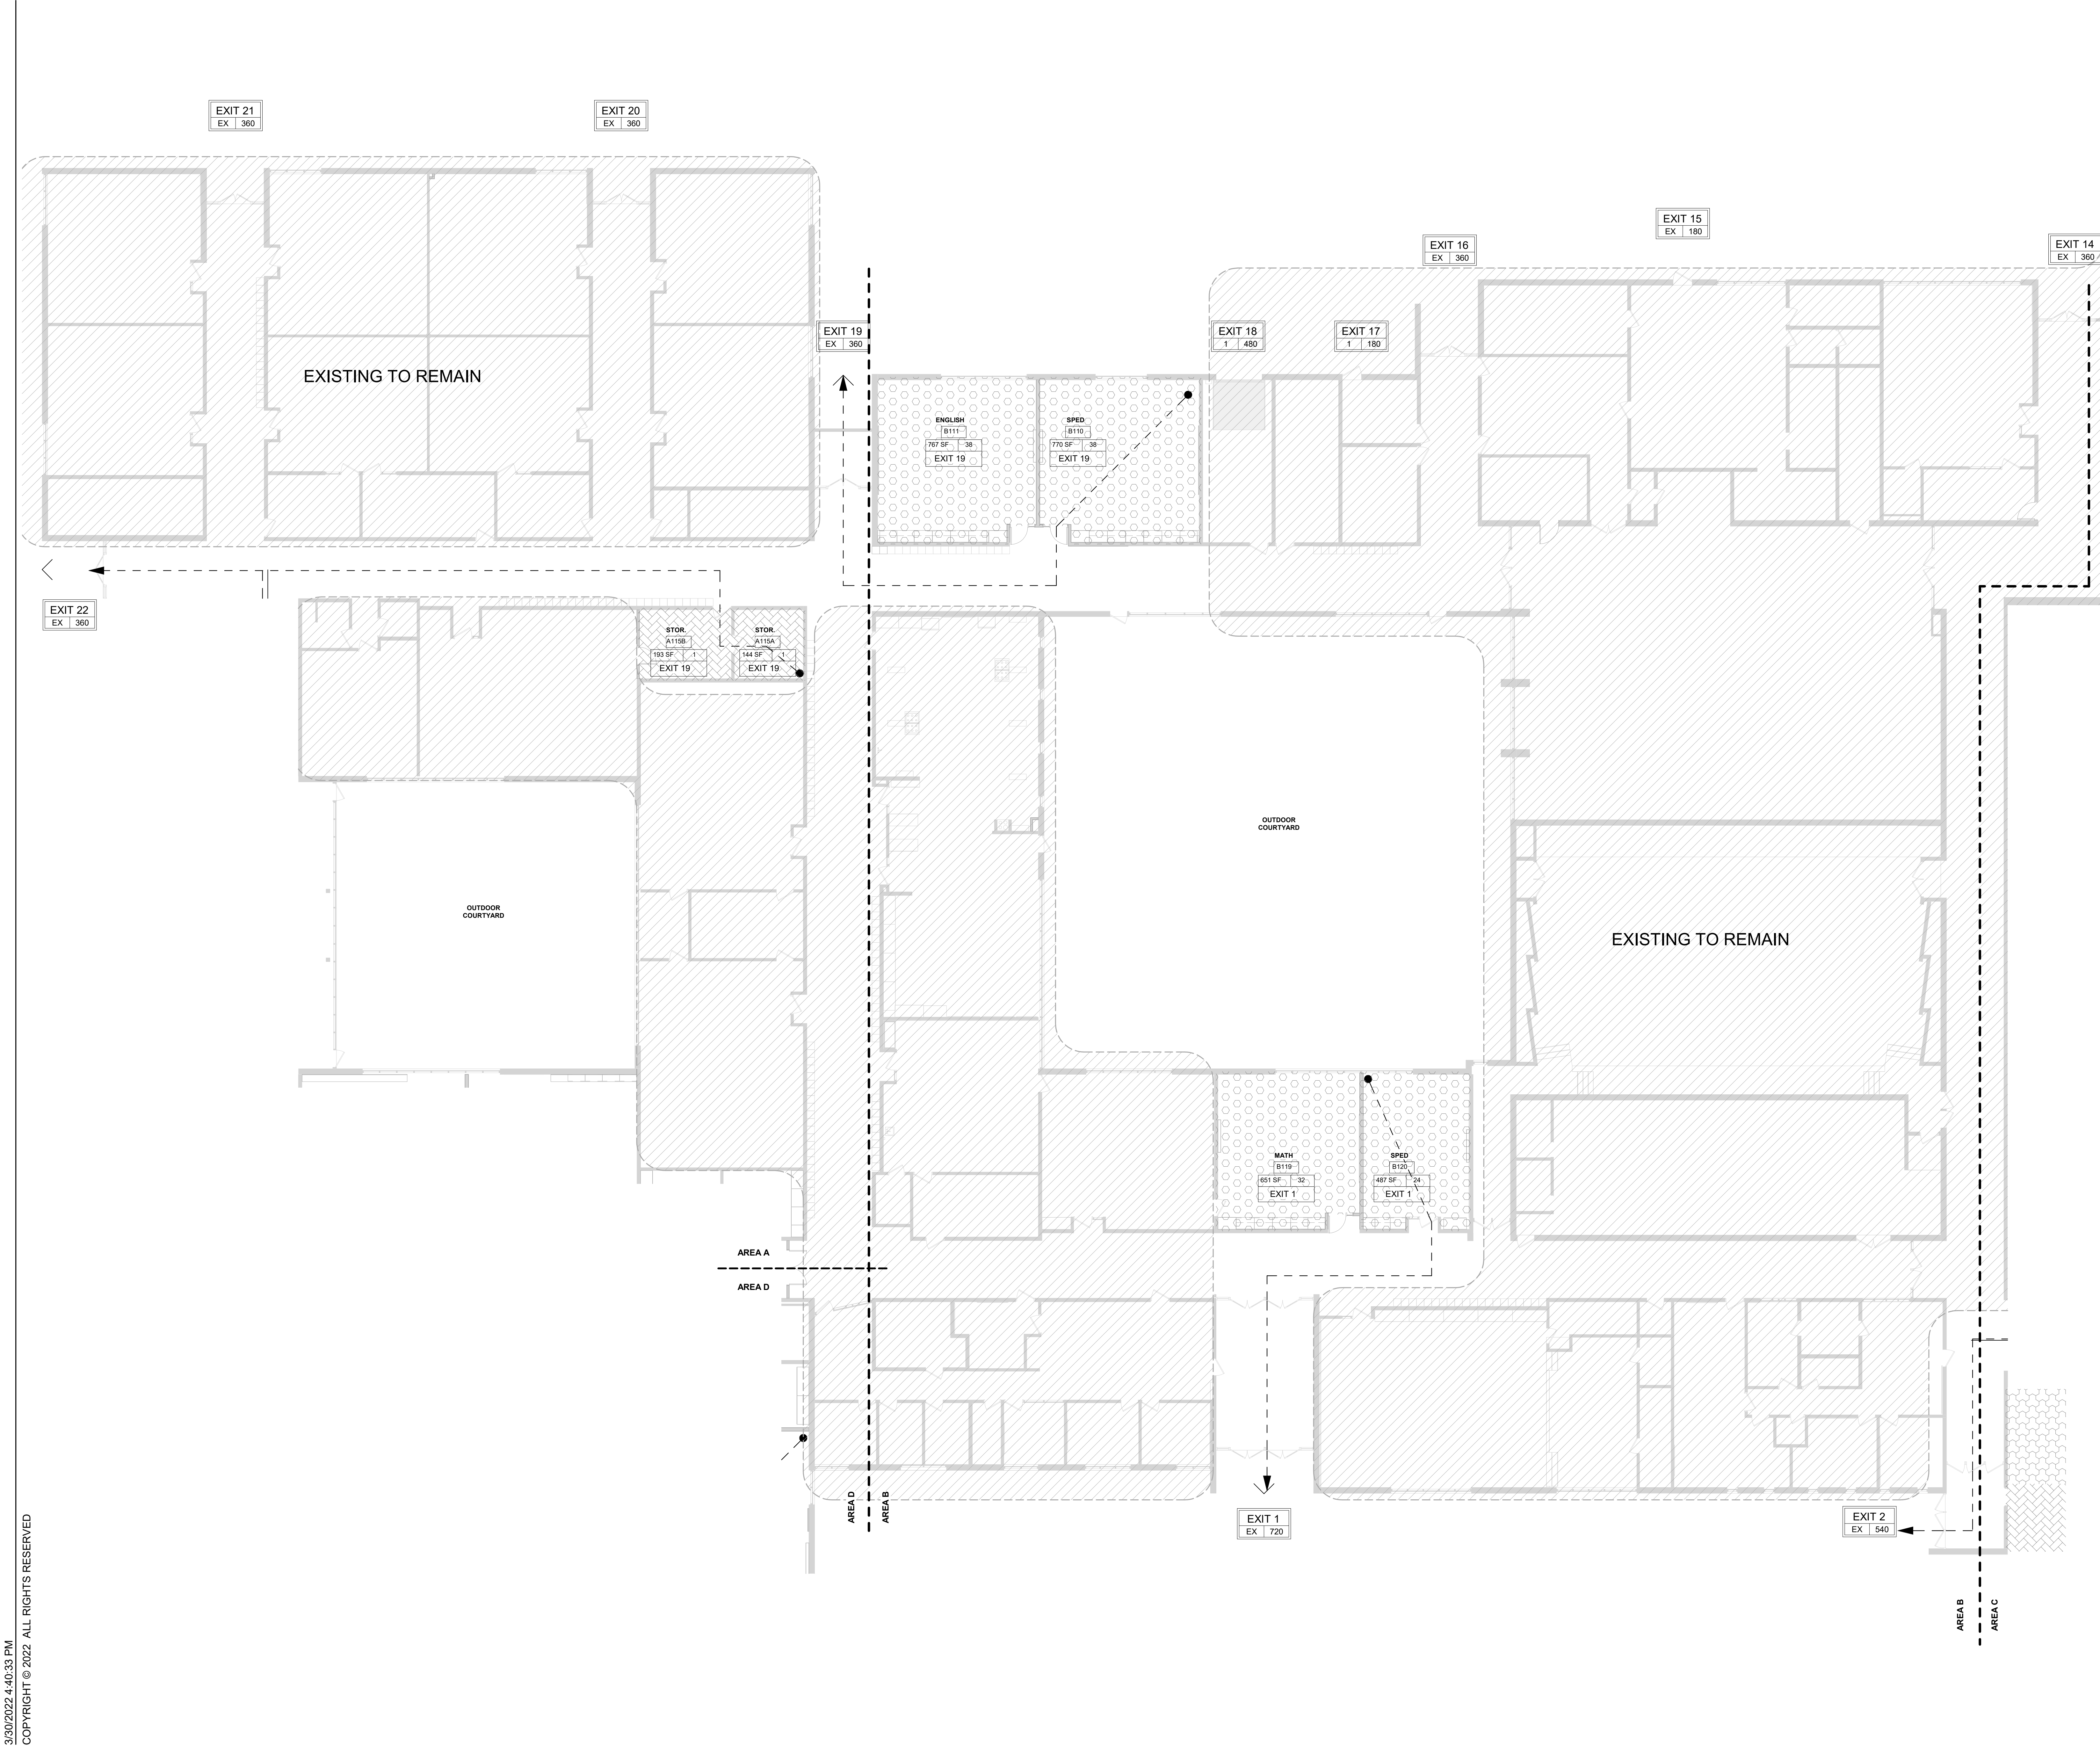 EXIT 21
EX 360
EXIT 20
EX 360
EXIT 15
EX 180
EXIT 16
EX 360
EXIT 14
EX 360
EXIT 19
EX 360
EXIT 18
1 480
EXIT 17
1 180
EXISTING TO REMAIN
ENGLISH
B111
767 SF 38
EXIT 19
SPED
B110
770 SF 38
EXIT 19
EXIT 22
EX 360
STOR.
A115B
193 SF 1
EXIT 19
STOR.
A115A
144 SF 1
EXIT 19
OUTDOOR
COURTYARD
OUTDOOR
COURTYARD
EXISTING TO REMAIN
MATH
B119
651 SF 32
EXIT 1
SPED
B120
487 SF 24
EXIT 1
AREA A
AREA D
AREA D
AREA B
EXIT 1
EX 720
EXIT 2
EX 540
AREA B
AREA C
3/30/2022 4:40:33 PM
COPYRIGHT © 2022 ALL RIGHTS RESERVED